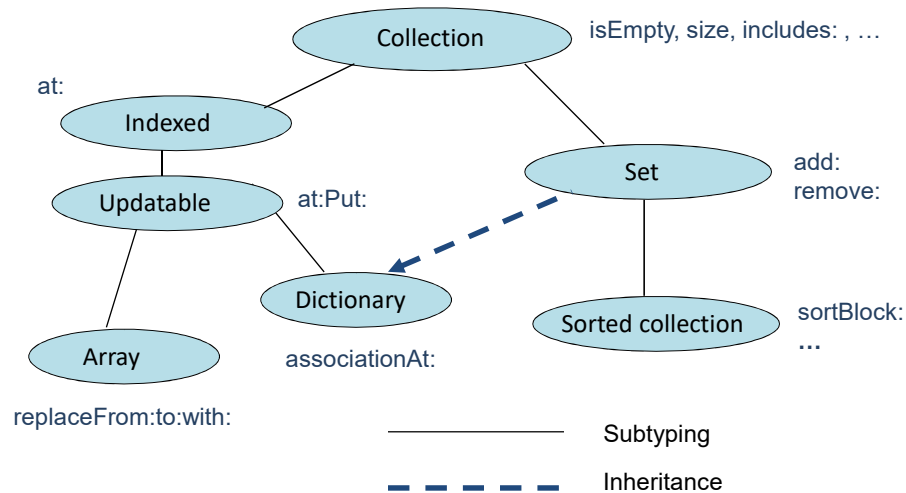 Collection
isEmpty, size, includes: , …
at:
Indexed
Set
add:
remove:
Updatable
at:Put:
Dictionary
Sorted collection
sortBlock:
…
Array
associationAt:
replaceFrom:to:with:
Subtyping
Inheritance